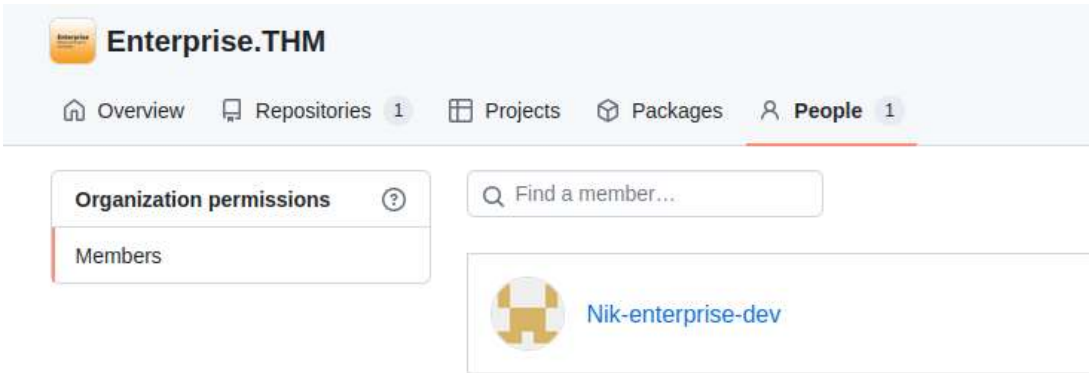 Enterprise.THM
Overview Repositories 1 Projects Packages People 1
Organization permissions
Find a member...
Members
Nik-enterprise-dev